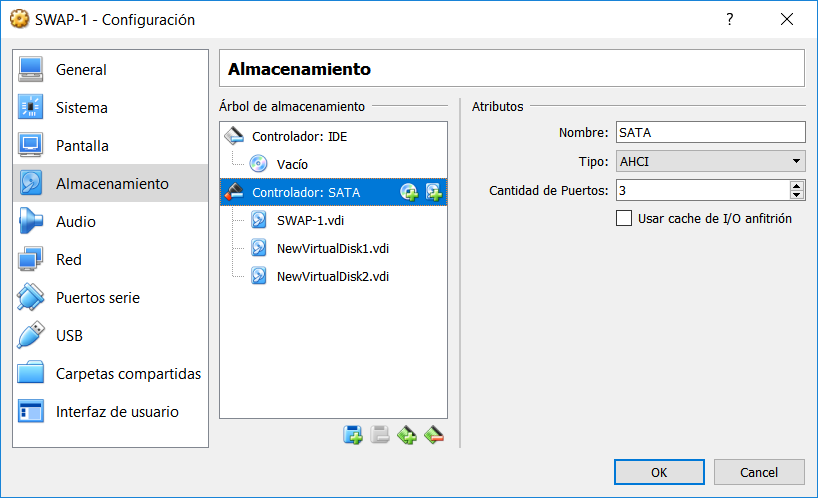 SWAP-1 - Configuración
?
General
Sistema
Pantalla
Almacenamiento
Audio
Red
Puertos serie
USB
Carpetas compartidas
Interfaz de usuario
Almacenamiento
Árbol de almacenamiento
Controlador: IDE
Vacío
Controlador: SATA
SWAP-1.vdi
NewVirtualDisk1.vdi
NewVirtualDisk2.vdi
Atributos
Nombre: SATA
Tipo: AHCI
Cantidad de Puertos: 3
Usar cache de I/O anfitrión
OK Cancel